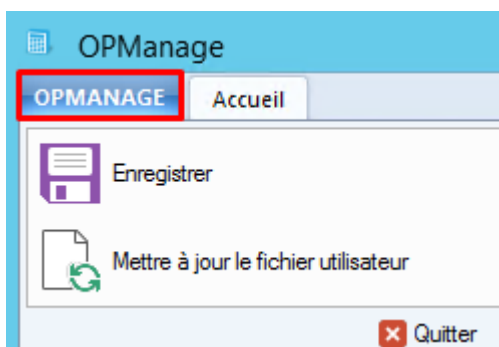 OPManage
OPMANAGE Accueil
Enregistrer
Mettre à jour le fichier utilisateur
Quitter